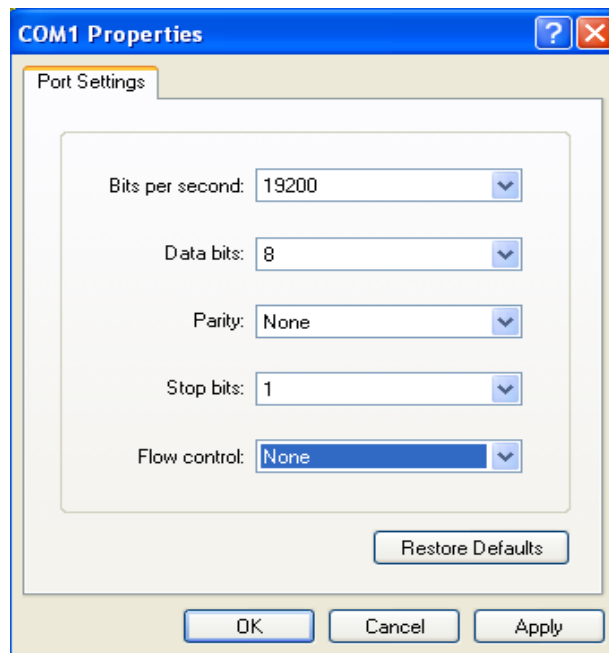 COM1 Properties
Port Settings
Bits per second: 19200
Data bits: 8
Parity: None
Stop bits: 1
Flow control: None
Restore Defaults
OK Cancel Apply